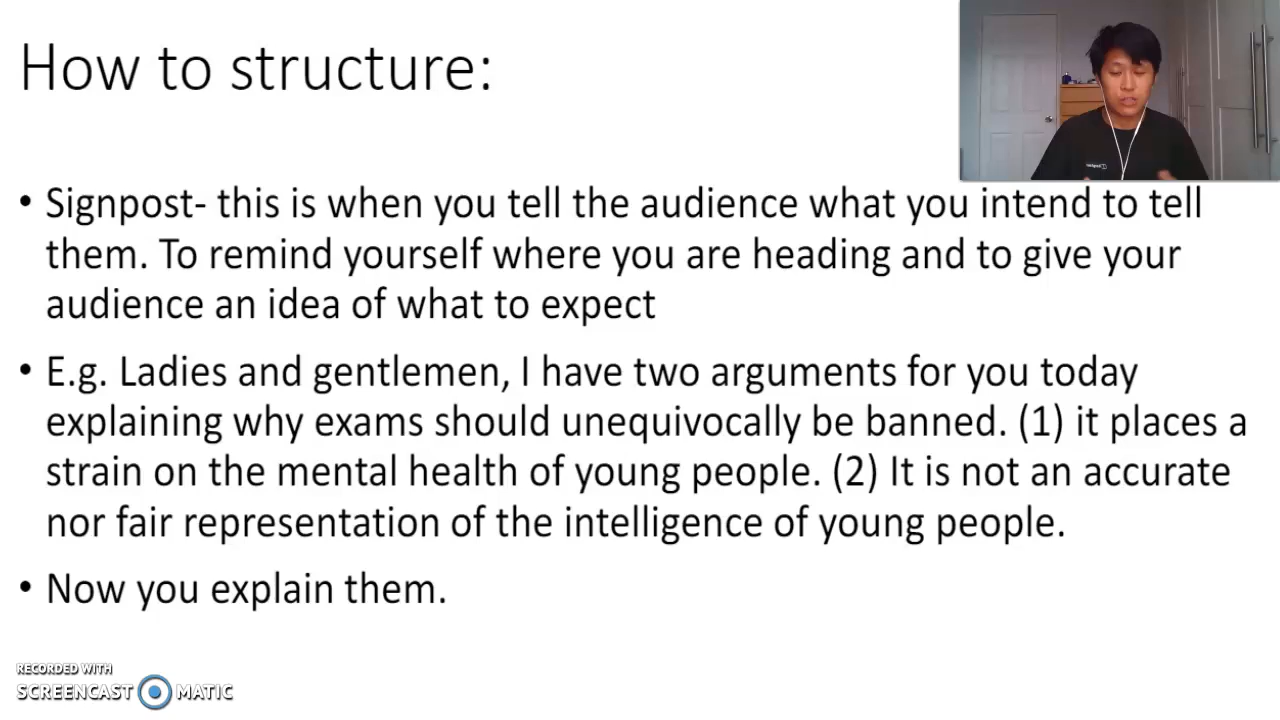 How to structure:
• Signpost- this is when you tell the audience what you intend to tell
them. To remind yourself where you are heading and to give your
audience an idea of what to expect
• E.g. Ladies and gentlemen, I have two arguments for you today
explaining why exams should unequivocally be banned. (1) it places a
strain on the mental health of young people. (2) It is not an accurate
nor fair representation of the intelligence of young people.
• Now you explain them.
RECORDED WITH
SCREENCAST MATIC